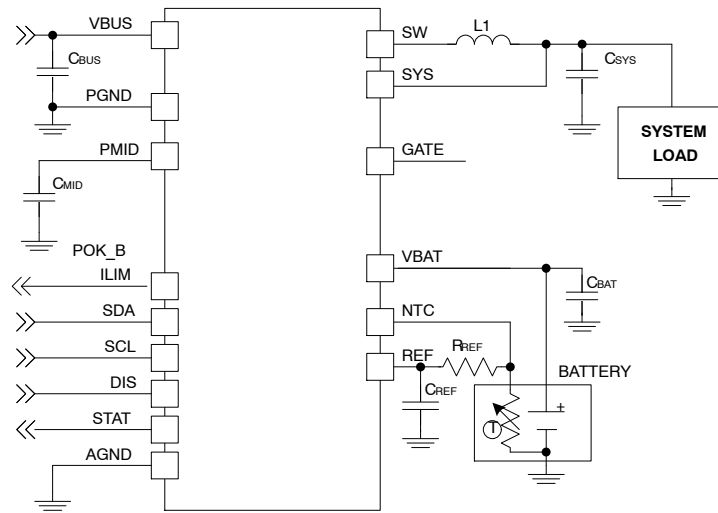 VBUS
CBUS
PGND
PMID
CMID
POK_B
ILIM
SDA
SCL
DIS
STAT
AGND
SW
L1
SYS
CSYS
SYSTEM
LOAD
GATE
VBAT
CBAT
NTC
REF
RREF
CREF
BATTERY
T
+